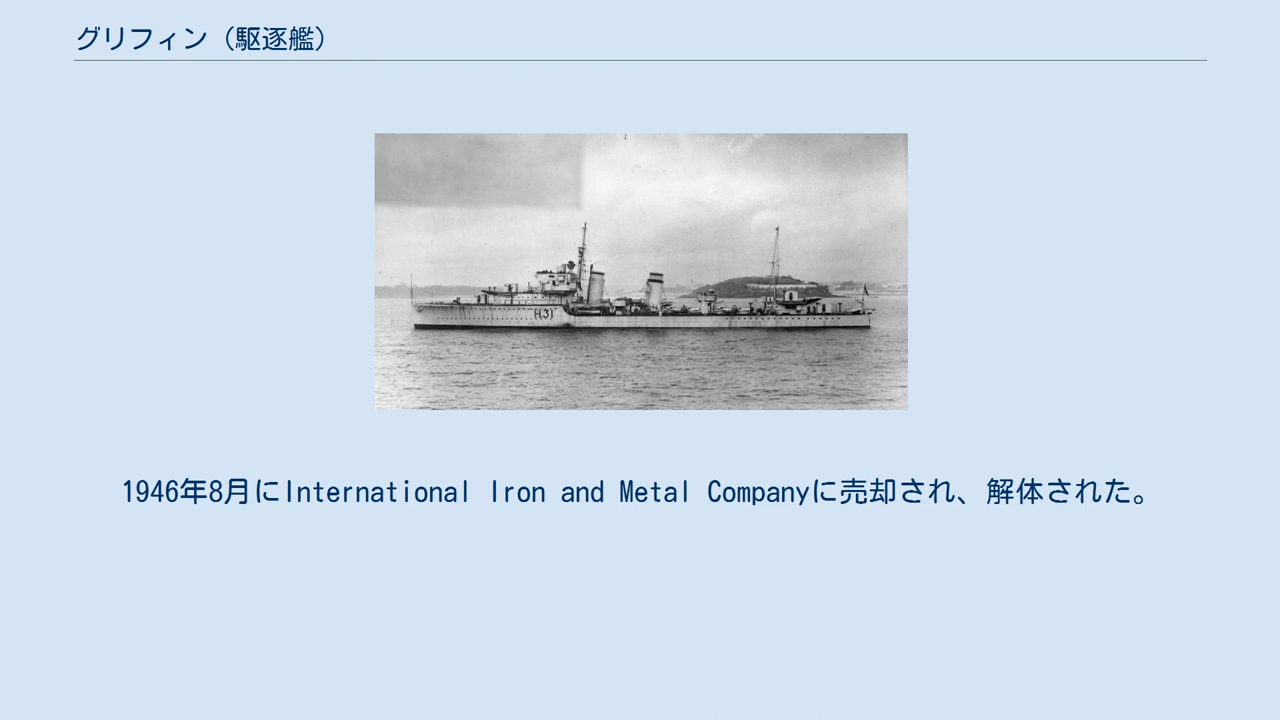 グリフィン（駆逐艦）
H31
1946年8月にInternational Iron and Metal Companyに売却され、解体された。